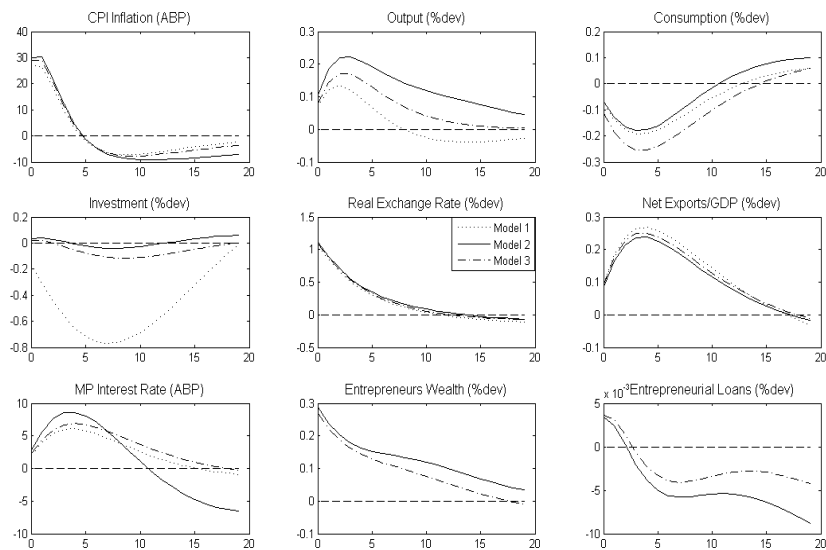 CPI Inflation (ABP)
40
30
20
10
0
-10
0 5 10 15 20
Output (%dev)
0.3
0.2
0.1
0
-0.1
0 5 10 15 20
Consumption (%dev)
0.2
0.1
0
-0.1
-0.2
-0.3
0 5 10 15 20
Investment (%dev)
0.2
0
-0.2
-0.4
-0.6
-0.8
0 5 10 15 20
Real Exchange Rate (%dev)
1.5
1
0.5
0
-0.5
0 5 10 15 20
Model 1
Model 2
Model 3
Net Exports/GDP (%dev)
0.3
0.2
0.1
0
-0.1
0 5 10 15 20
MP Interest Rate (ABP)
10
5
0
-5
-10
0 5 10 15 20
Entrepreneurs Wealth (%dev)
0.3
0.2
0.1
0
-0.1
0 5 10 15 20
x 10⁻³ Entrepreneurial Loans (%dev)
5
0
-5
-10
0 5 10 15 20